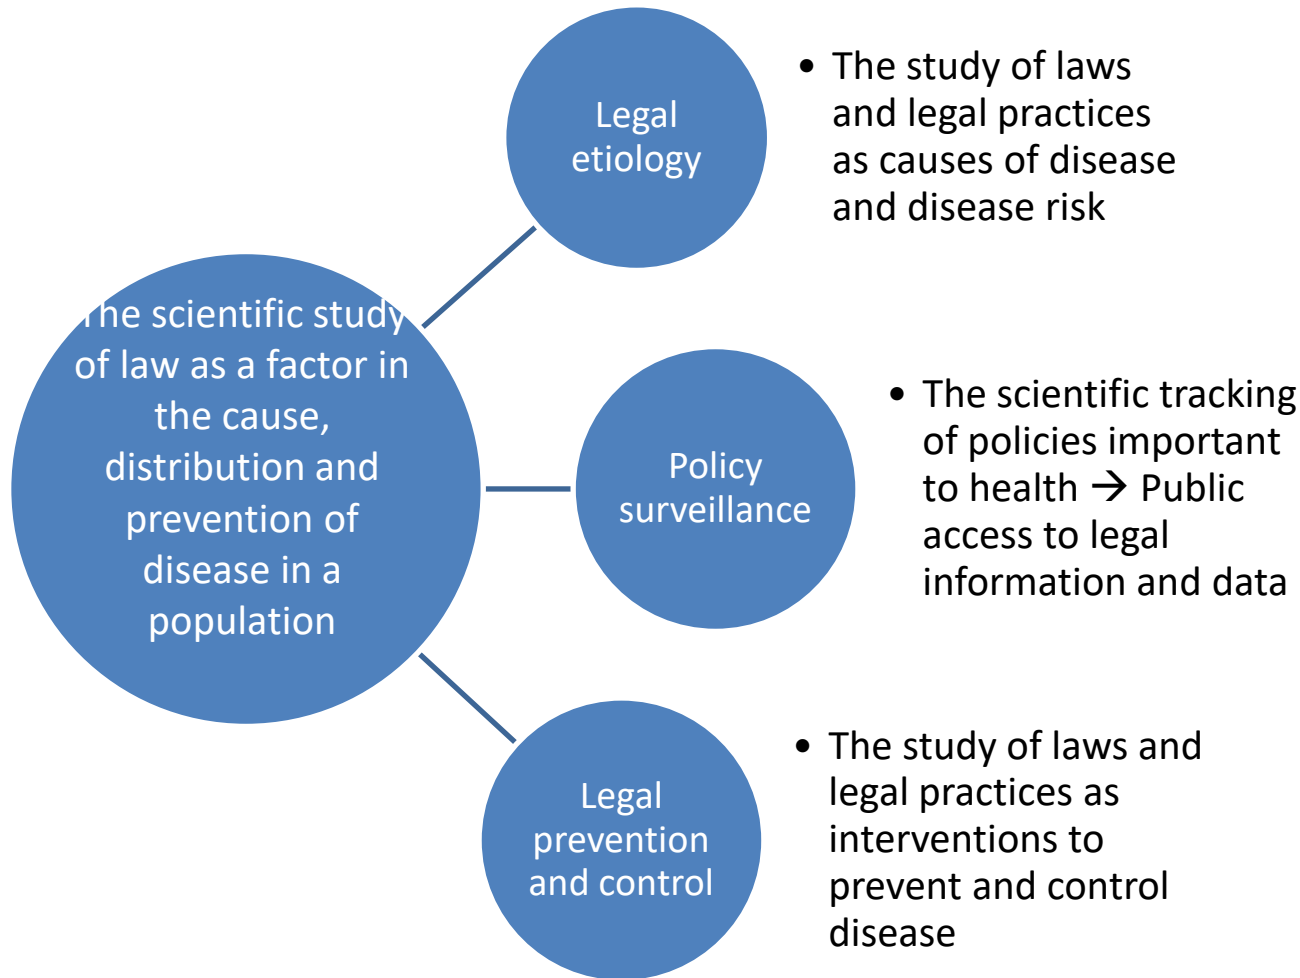 Legal
etiology
• The study of laws
and legal practices
as causes of disease
and disease risk
The scientific study
of law as a factor in
the cause,
distribution and
prevention of
disease in a
population
Policy
surveillance
• The scientific tracking
of policies important
to health → Public
access to legal
information and data
Legal
prevention
and control
• The study of laws and
legal practices as
interventions to
prevent and control
disease